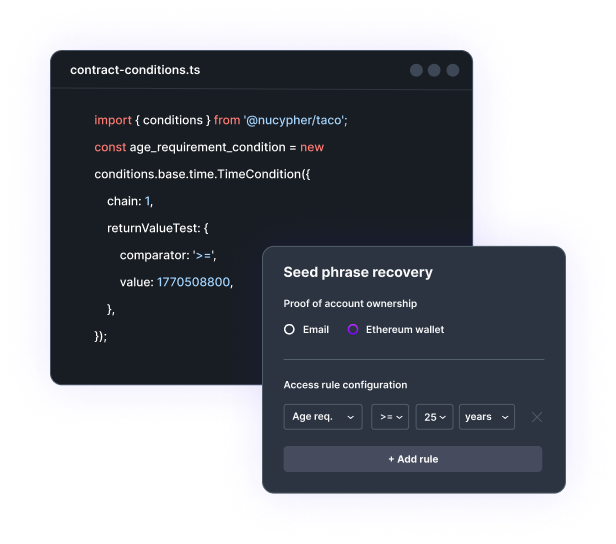 contract-conditions.ts
import { conditions } from '@nucypher/taco';
const age_requirement_condition = new
conditions.base.time.TimeCondition({
chain: 1,
returnValueTest: {
comparator: '>=',
value: 1770508800,
},
});
Seed phrase recovery
Proof of account ownership
Email Ethereum wallet
Access rule configuration
Age req. >= 25 years
+ Add rule